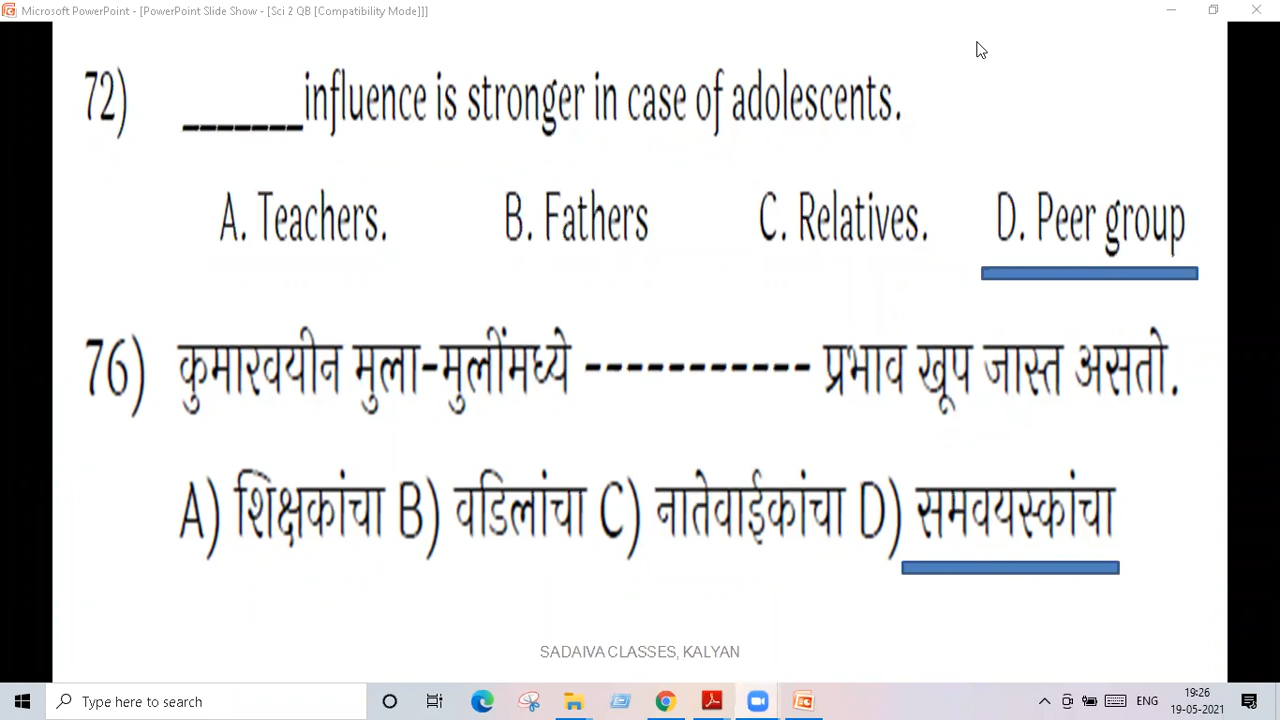 Microsoft PowerPoint - [PowerPoint Slide Show - [Sci 2 QB [Compatibility Mode]]]
72) _______influence is stronger in case of adolescents.
A. Teachers. B. Fathers C. Relatives. D. Peer group
76) कुमारवयीन मुला-मुलींमध्ये ----------- प्रभाव खूप जास्त असतो.
A) शिक्षकांचा B) वडिलांचा C) नातेवाईकांचा D) समवयस्कांचा
SADAIVA CLASSES, KALYAN
Type here to search
ENG
19:26
19-05-2021